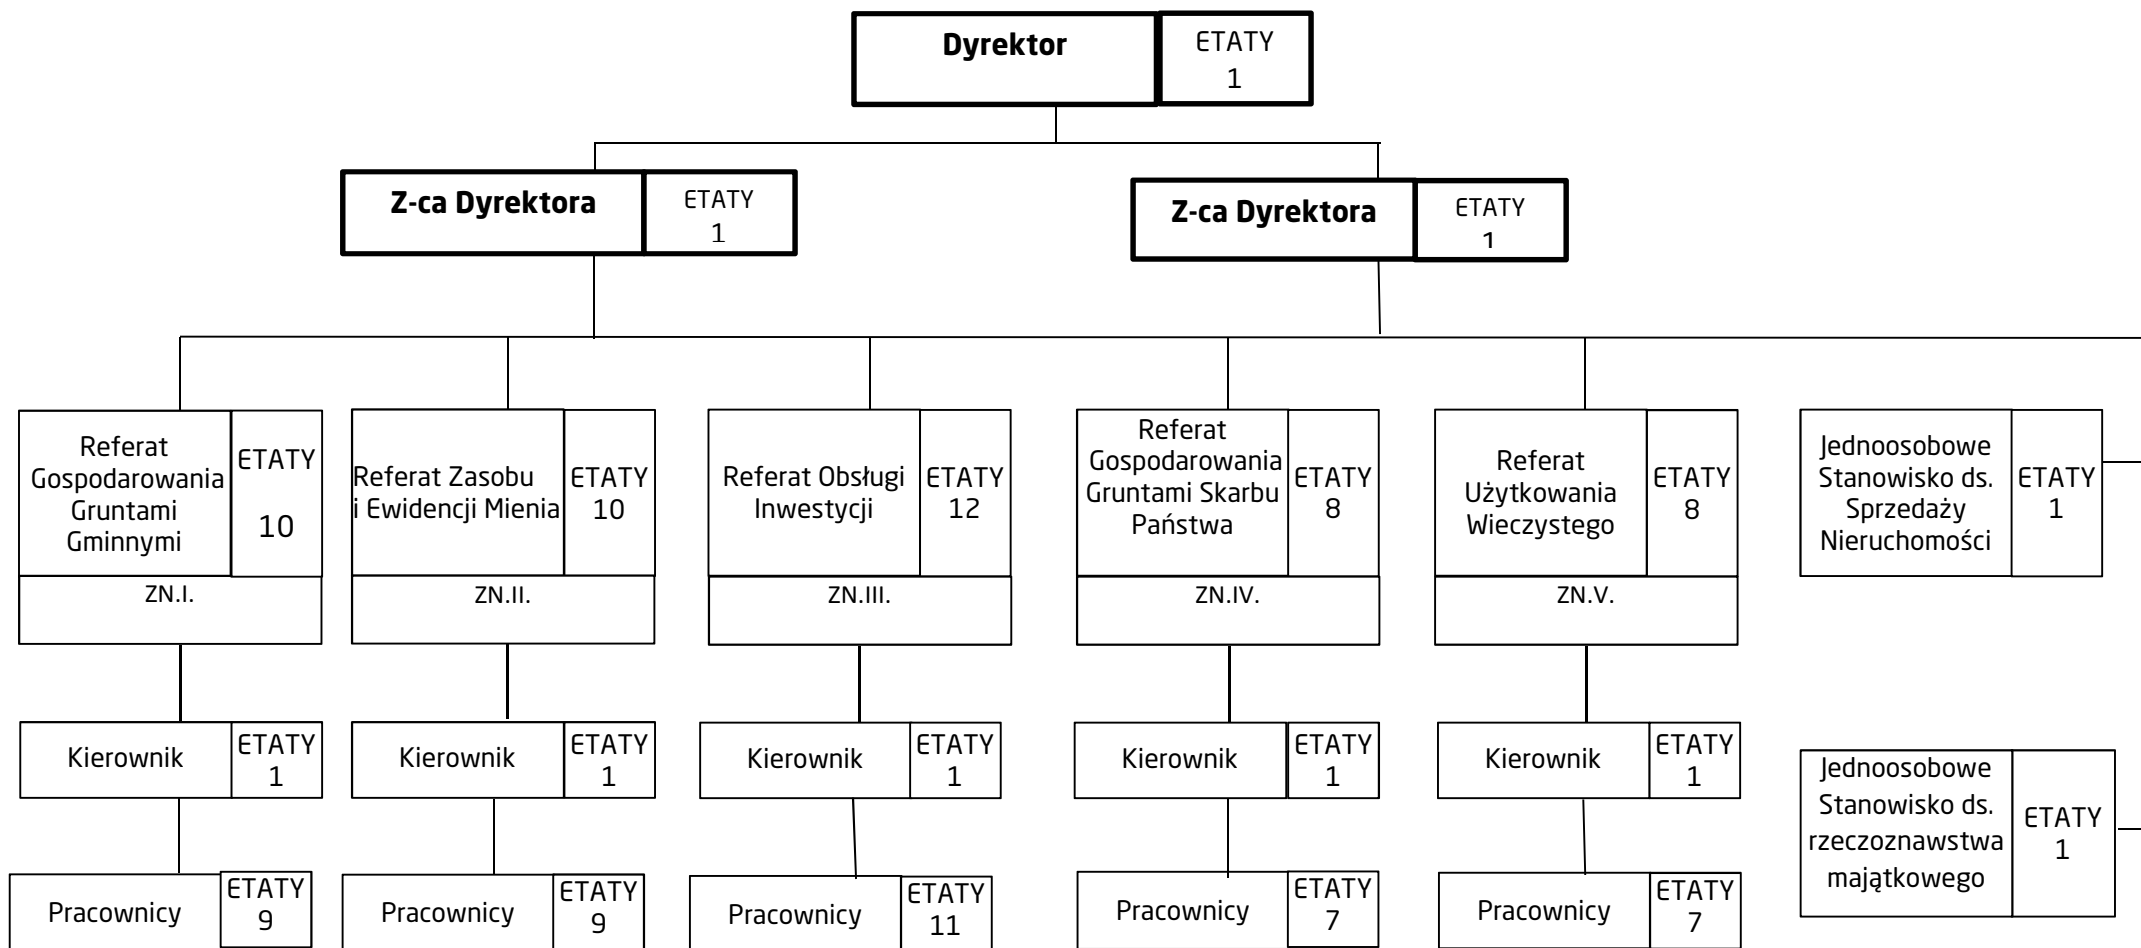 Dyrektor
ETATY
1
Z-ca Dyrektora
ETATY
1
Z-ca Dyrektora
ETATY
1
Referat
Gospodarowania
Gruntami
Gminnymi
ETATY
10
ZN.I.
Referat Zasobu
i Ewidencji Mienia
ETATY
10
ZN.II.
Referat Obsługi
Inwestycji
ETATY
12
ZN.III.
Referat
Gospodarowania
Gruntami Skarbu
Państwa
ETATY
8
ZN.IV.
Referat
Użytkowania
Wieczystego
ETATY
8
ZN.V.
Jednoosobowe
Stanowisko ds.
Sprzedaży
Nieruchomości
ETATY
1
Kierownik
ETATY
1
Kierownik
ETATY
1
Kierownik
ETATY
1
Kierownik
ETATY
1
Kierownik
ETATY
1
Jednoosobowe
Stanowisko ds.
rzeczoznawstwa
majątkowego
ETATY
1
Pracownicy
ETATY
9
Pracownicy
ETATY
9
Pracownicy
ETATY
11
Pracownicy
ETATY
7
Pracownicy
ETATY
7